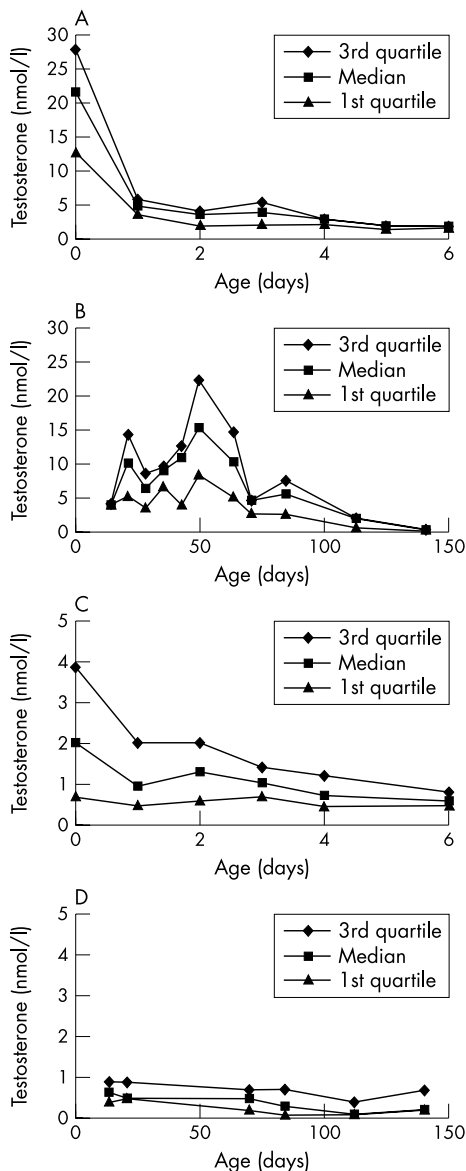 A
Testosterone (nmol/l)
30
25
20
15
10
5
0
3rd quartile
Median
1st quartile
0 2 4 6
Age (days)
B
Testosterone (nmol/l)
30
25
20
15
10
5
0
3rd quartile
Median
1st quartile
0 50 100 150
Age (days)
C
Testosterone (nmol/l)
5
4
3
2
1
0
3rd quartile
Median
1st quartile
0 2 4 6
Age (days)
D
Testosterone (nmol/l)
5
4
3
2
1
0
3rd quartile
Median
1st quartile
0 50 100 150
Age (days)